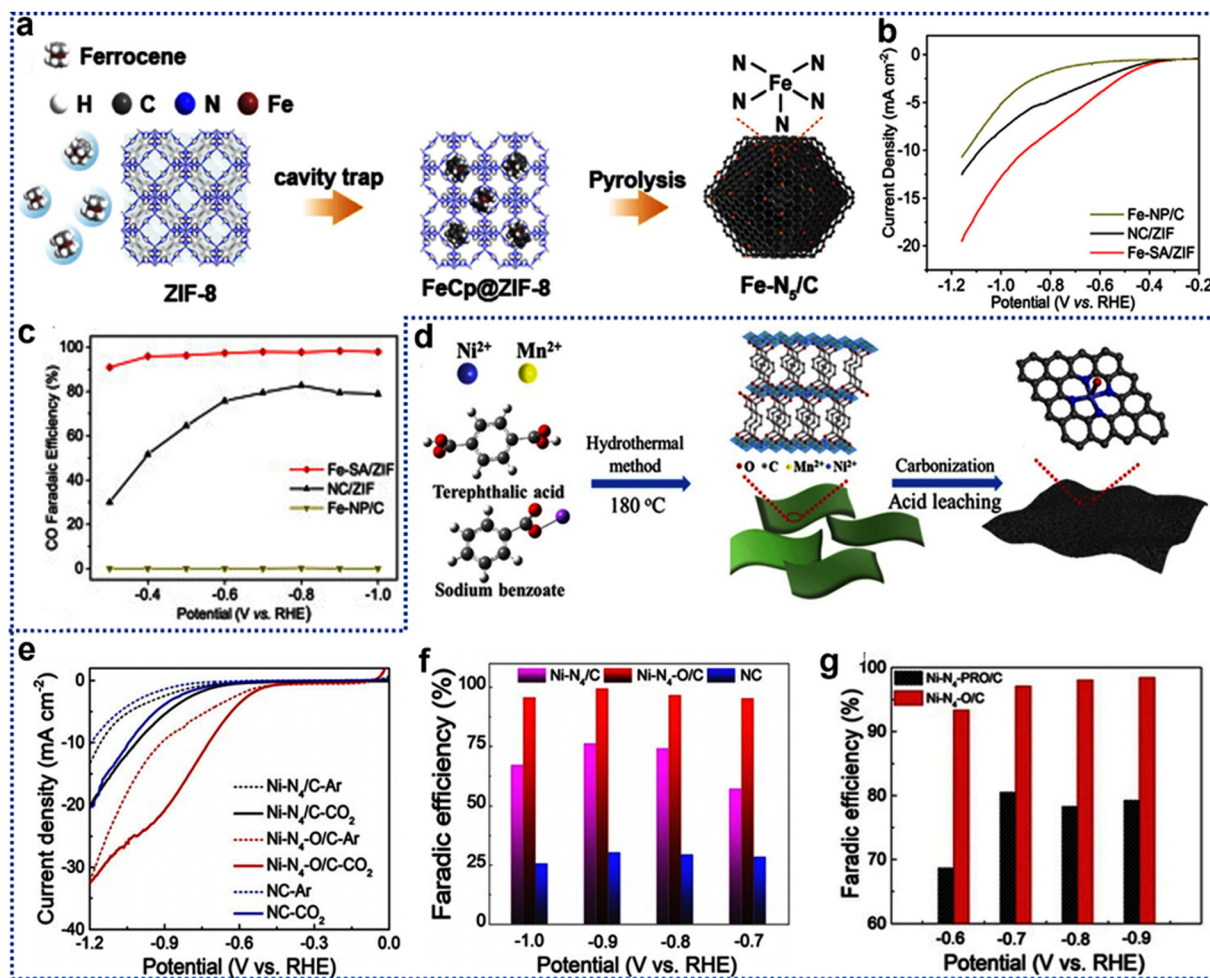 a
Ferrocene
H C N Fe
cavity trap
Pyrolysis
N N
Fe
N N
N
ZIF-8
FeCp@ZIF-8
Fe-N5/C
b
Current Density (mA cm-2)
0
-5
-10
-15
-20
Fe-NP/C
NC/ZIF
Fe-SA/ZIF
-1.2 -1.0 -0.8 -0.6 -0.4 -0.2
Potential (V vs. RHE)
c
CO Faradaic Efficiency (%)
100
80
60
40
20
0
Fe-SA/ZIF
NC/ZIF
Fe-NP/C
-0.4 -0.6 -0.8 -1.0
Potential (V vs. RHE)
d
Ni2+ Mn2+
Terephthalic acid
Sodium benzoate
Hydrothermal
method
180 oC
O C Mn2+ Ni2+
Carbonization
Acid leaching
e
Current density (mA cm-2)
0
-10
-20
-30
-40
Ni-N4/C-Ar
Ni-N4/C-CO2
Ni-N4-O/C-Ar
Ni-N4-O/C-CO2
NC-Ar
NC-CO2
-1.2 -0.9 -0.6 -0.3 0.0
Potential (V vs. RHE)
f
Faradic efficiency (%)
Ni-N4/C Ni-N4-O/C NC
100
75
50
25
0
-1.0 -0.9 -0.8 -0.7
Potential (V vs. RHE)
g
Faradic efficiency (%)
100
90
80
70
60
Ni-N4-PRO/C
Ni-N4-O/C
-0.6 -0.7 -0.8 -0.9
Potential (V vs. RHE)